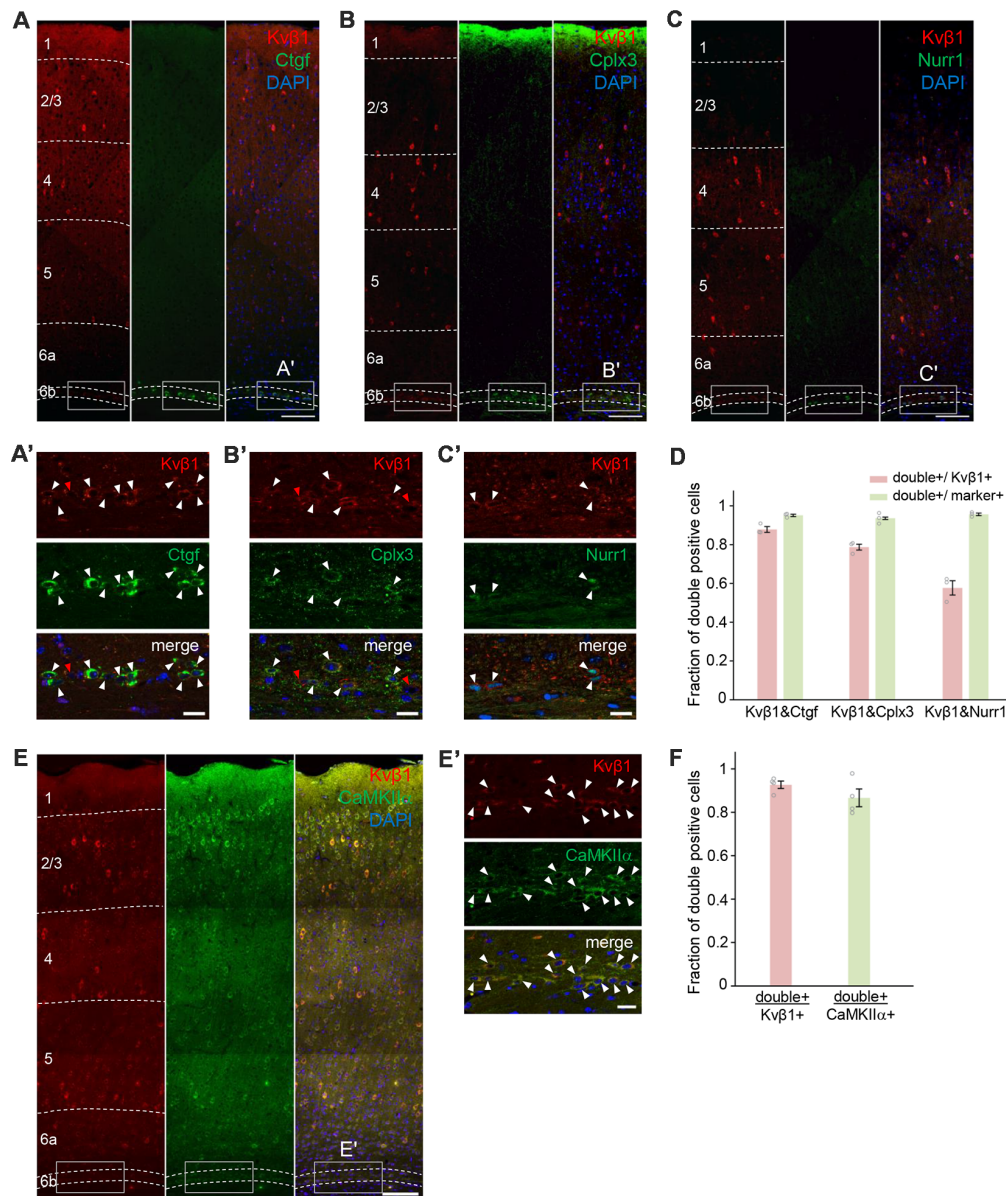 A
Kvβ1
Ctgf
DAPI
1
2/3
4
5
6a
6b
A'
B
Kvβ1
Cplx3
DAPI
1
2/3
4
5
6a
6b
B'
C
Kvβ1
Nurr1
DAPI
1
2/3
4
5
6a
6b
C'
A'
Kvβ1
Ctgf
merge
B'
Kvβ1
Cplx3
merge
C'
Kvβ1
Nurr1
merge
D
double+/ Kvβ1+
double+/ marker+
Fraction of double positive cells
1
0.8
0.6
0.4
0.2
0
Kvβ1&Ctgf
Kvβ1&Cplx3
Kvβ1&Nurr1
E
Kvβ1
CaMKIIα
DAPI
1
2/3
4
5
6a
6b
E'
E'
Kvβ1
CaMKIIα
merge
F
Fraction of double positive cells
1
0.8
0.6
0.4
0.2
0
double+
Kvβ1+
double+
CaMKIIα+